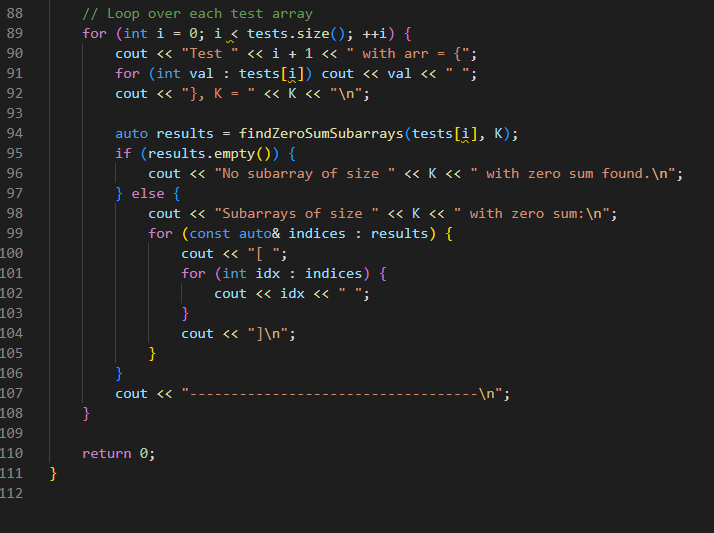 88 // Loop over each test array
89 for (int i = 0; i < tests.size(); ++i) {
90 cout << "Test " << i + 1 << " with arr = {";
91 for (int val : tests[i]) cout << val << " ";
92 cout << "}, K = " << K << "\n";
93
94 auto results = findZeroSumSubarrays(tests[i], K);
95 if (results.empty()) {
96 cout << "No subarray of size " << K << " with zero sum found.\n";
97 } else {
98 cout << "Subarrays of size " << K << " with zero sum:\n";
99 for (const auto& indices : results) {
100 cout << "[ ";
101 for (int idx : indices) {
102 cout << idx << " ";
103 }
104 cout << "]\n";
105 }
106 }
107 cout << "-----------------------------------\n";
108 }
109
110 return 0;
111 }
112